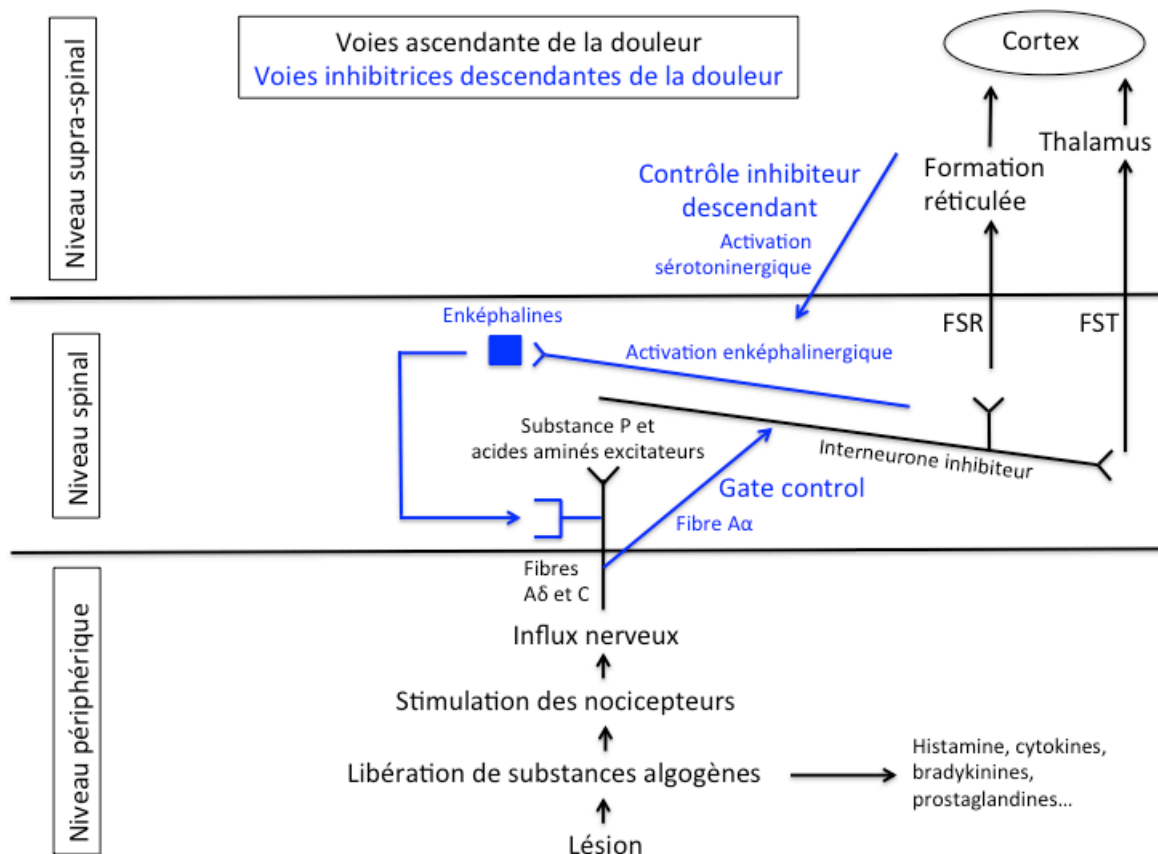 Voies ascendante de la douleur
Voies inhibitrices descendantes de la douleur
Cortex
Niveau supra-spinal
Thalamus
Formation
réticulée
Contrôle inhibiteur
descendant
Activation
sérotoninergique
Niveau spinal
Enképhalines
FSR
FST
Activation enképhalinergique
Substance P et
acides aminés excitateurs
Interneurone inhibiteur
Gate control
Fibre Aα
Niveau périphérique
Fibres
Aδ et C
Influx nerveux
Stimulation des nocicepteurs
Libération de substances algogènes
Histamine, cytokines,
bradykinines,
prostaglandines...
Lésion